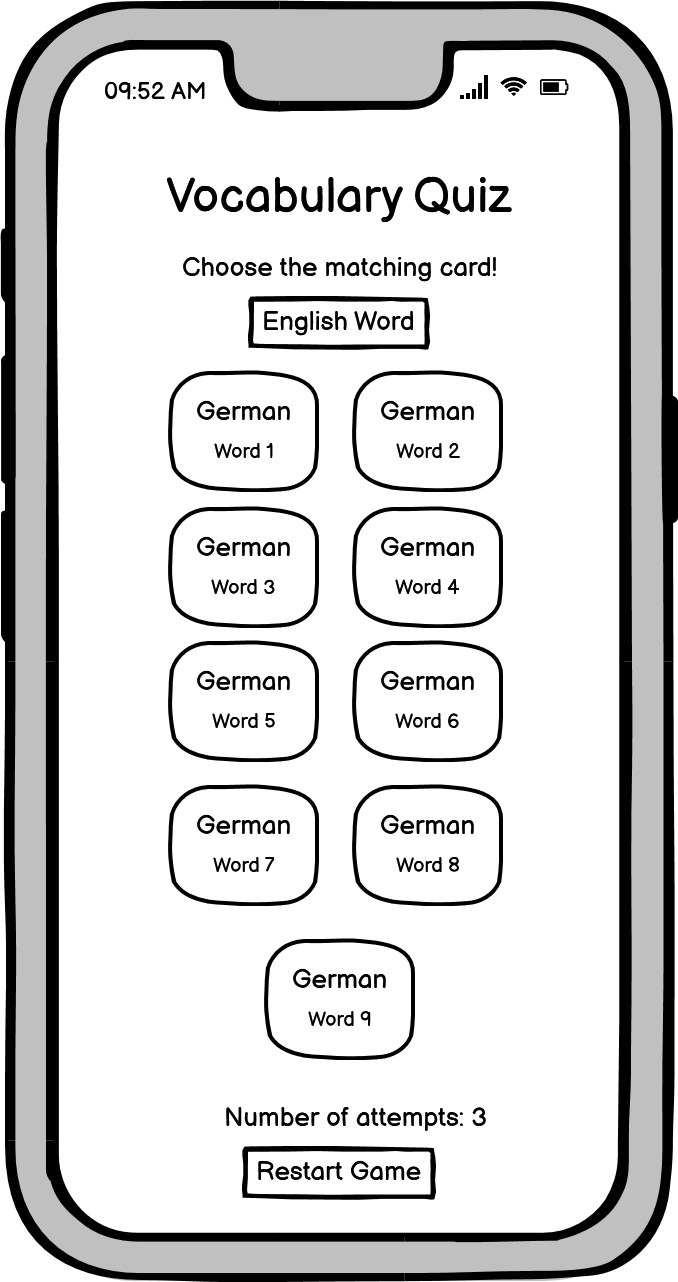 09:52 AM
Vocabulary Quiz
Choose the matching card!
English Word
German
Word 1
German
Word 2
German
Word 3
German
Word 4
German
Word 5
German
Word 6
German
Word 7
German
Word 8
German
Word 9
Number of attempts: 3
Restart Game